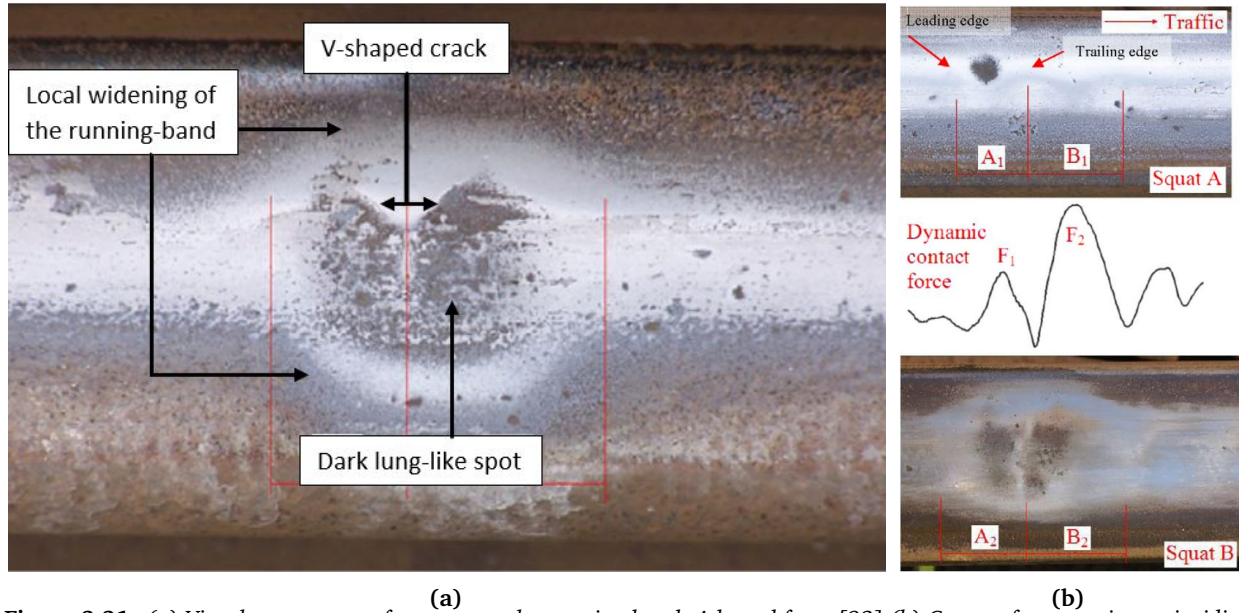 V-shaped crack
Local widening of
the running-band
Dark lung-like spot
Leading edge
Traffic
Trailing edge
A1
B1
Squat A
Dynamic
contact
force
F1
F2
A2
B2
Squat B
(a)
(b)